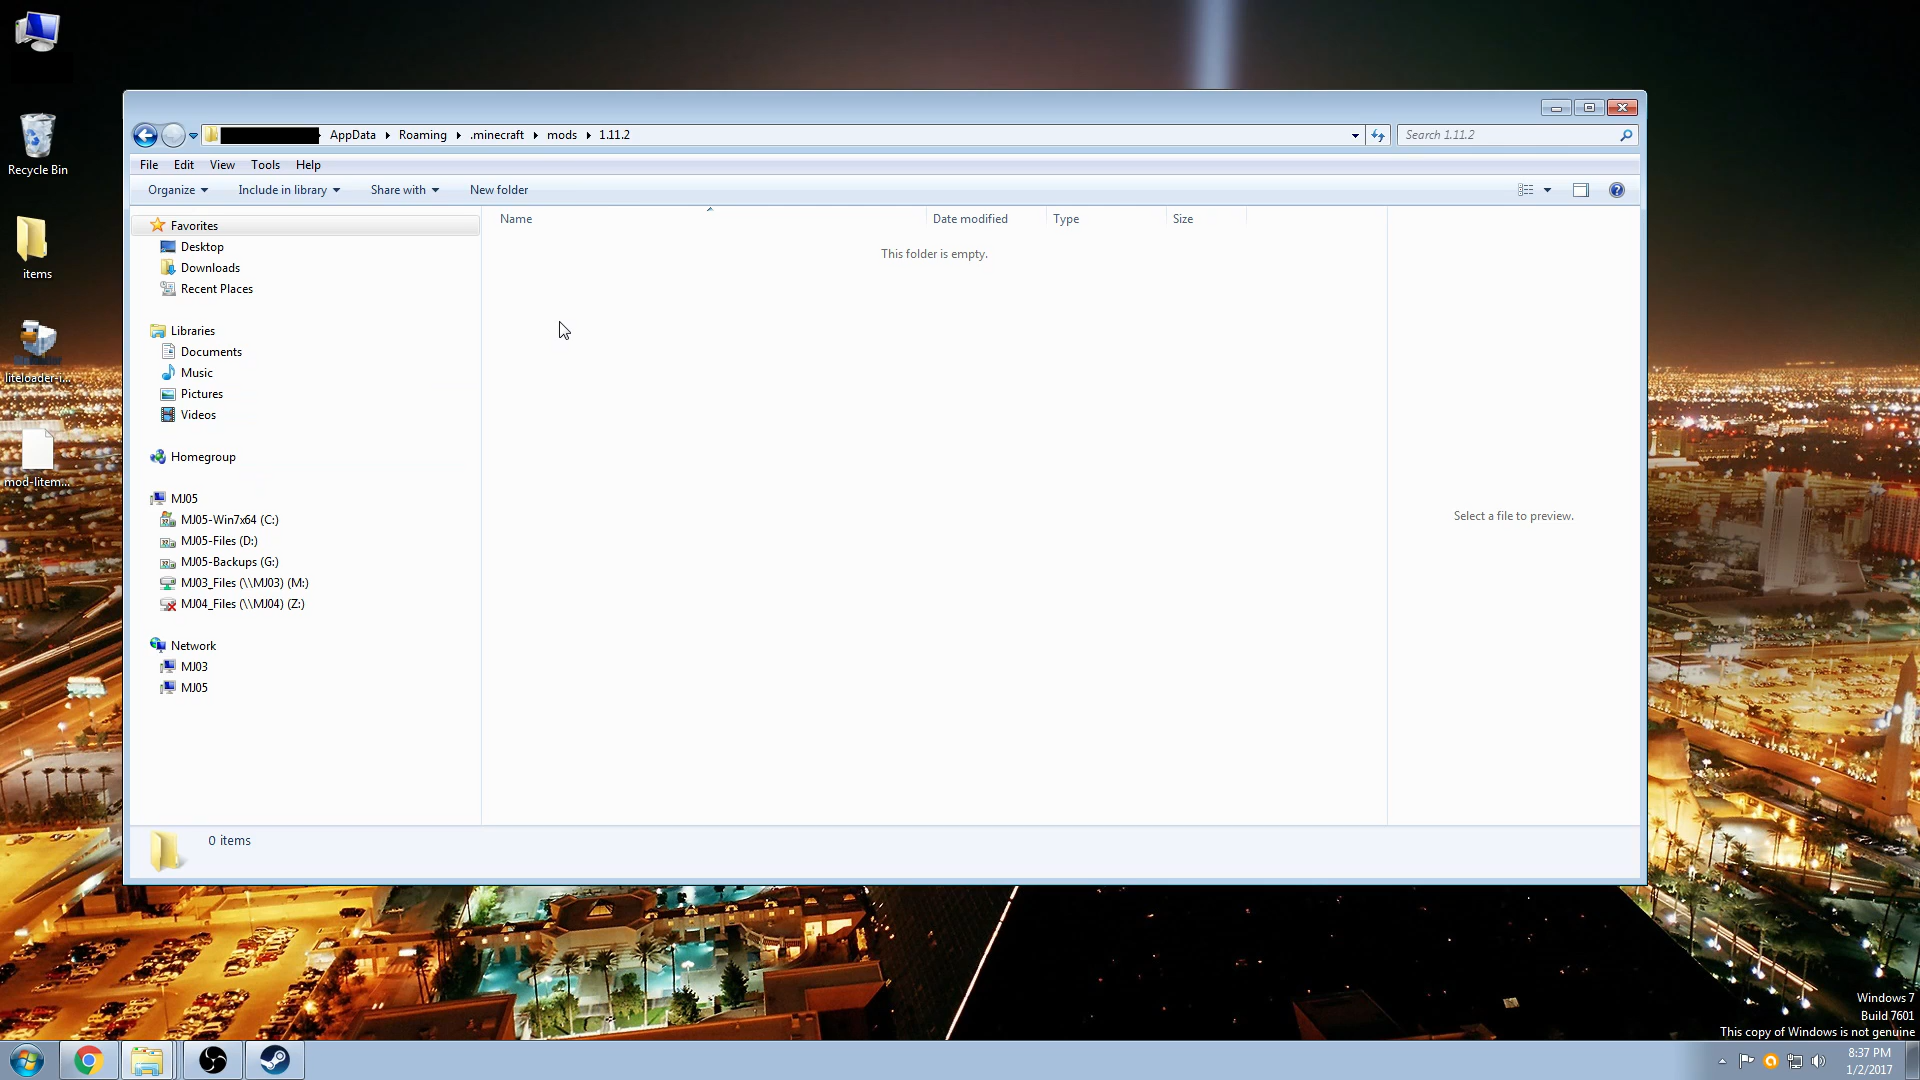 AppData Roaming .minecraft mods 1.11.2
Search 1.11.2
File Edit View Tools Help
Organize Include in library Share with New folder
Name Date modified Type Size
This folder is empty.
Favorites
Desktop
Downloads
Recent Places
Libraries
Documents
Music
Pictures
Videos
Homegroup
MJ05
MJ05-Win7x64 (C:)
MJ05-Files (D:)
MJ05-Backups (G:)
MJ03_Files (\\MJ03) (M:)
MJ04_Files (\\MJ04) (Z:)
Network
MJ03
MJ05
Select a file to preview.
0 items
Recycle Bin
items
liteloader-i...
mod-litem...
Windows 7
Build 7601
This copy of Windows is not genuine
8:37 PM
1/2/2017